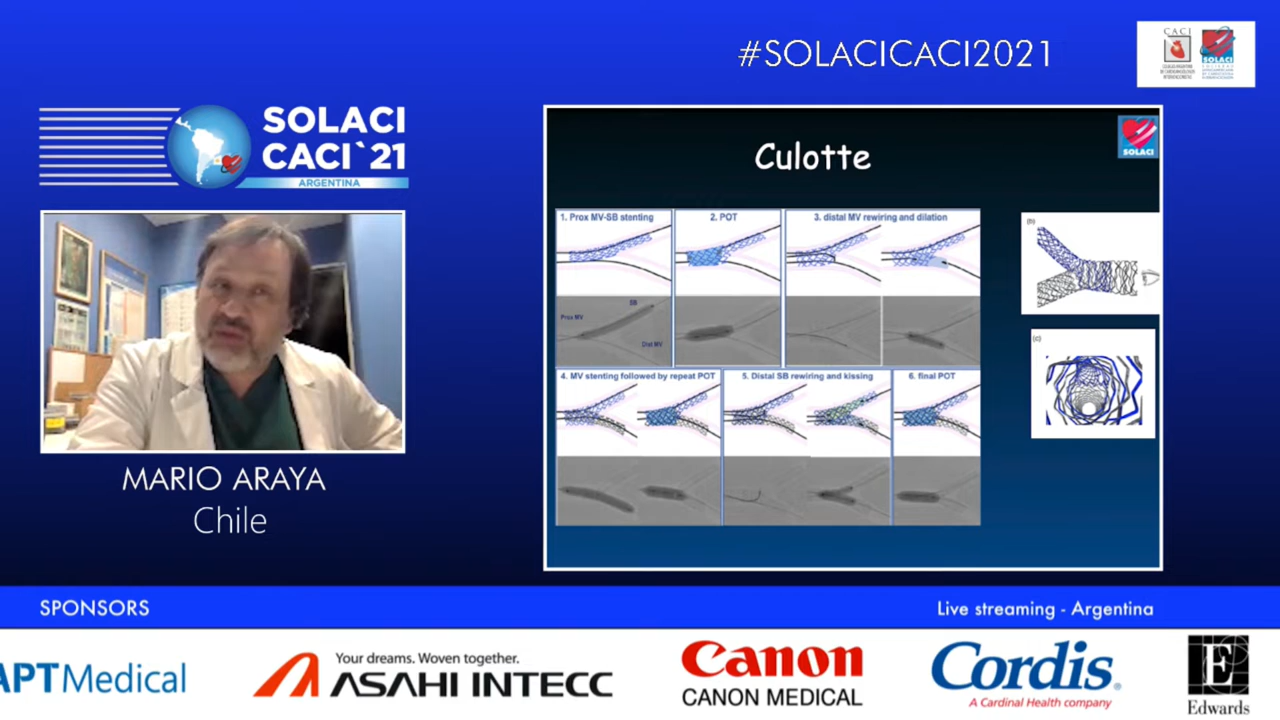 #SOLACICACI2021
CACI
SOLACI
SOLACI
CACI`21
ARGENTINA
MARIO ARAYA
Chile
Culotte
SOLACI
1. Prox MV-SB stenting
2. POT
3. distal MV rewiring and dilation
SB
Prox MV
Dist MV
4. MV stenting followed by repeat POT
5. Distal SB rewiring and kissing
6. final POT
(b)
(c)
SPONSORS
Live streaming - Argentina
APTMedical
Your dreams. Woven together.
ASAHI INTECC
Canon
CANON MEDICAL
Cordis®
A Cardinal Health company
E
Edwards